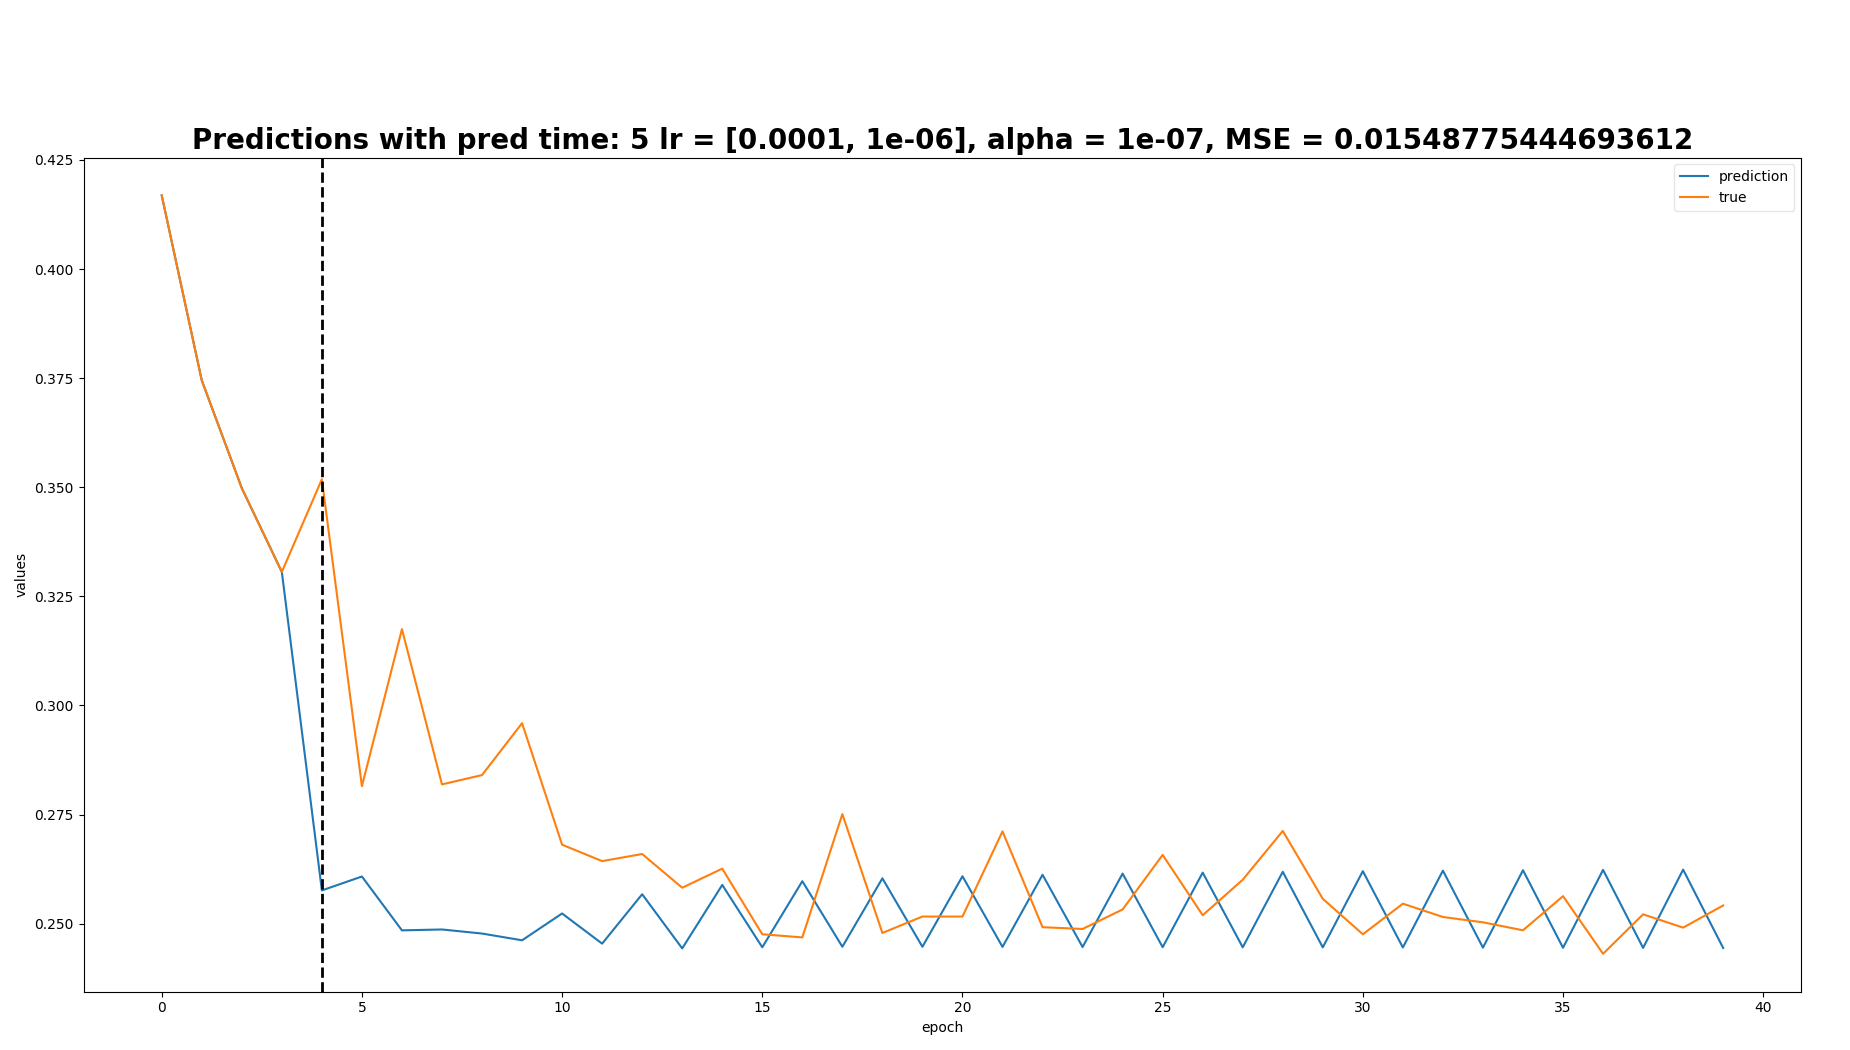 Predictions with pred time: 5 lr = [0.0001, 1e-06], alpha = 1e-07, MSE = 0.01548775444693612
prediction
true
0.425
0.400
0.375
0.350
0.325
0.300
0.275
0.250
values
0 5 10 15 20 25 30 35 40
epoch